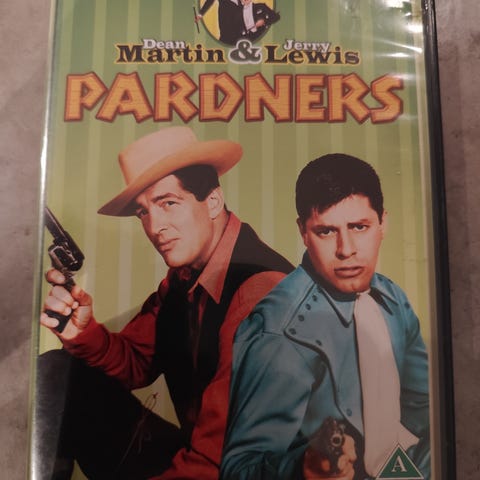 Dean Jerry
Martin & Lewis
PARDNERS
A